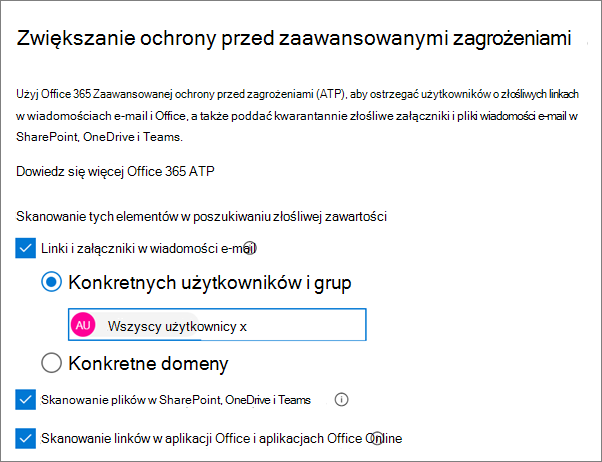 Zwiększanie ochrony przed zaawansowanymi zagrożeniami
Użyj Office 365 Zaawansowanej ochrony przed zagrożeniami (ATP), aby ostrzegać użytkowników o złośliwych linkach
w wiadomościach e-mail i Office, a także poddać kwarantannie złośliwe załączniki i pliki wiadomości e-mail w
SharePoint, OneDrive i Teams.
Dowiedz się więcej Office 365 ATP
Skanowanie tych elementów w poszukiwaniu złośliwej zawartości
Linki i załączniki w wiadomości e-mail
Konkretnych użytkowników i grup
AU Wszyscy użytkownicy x
Konkretne domeny
Skanowanie plików w SharePoint, OneDrive i Teams
Skanowanie linków w aplikacji Office i aplikacjach Office Online